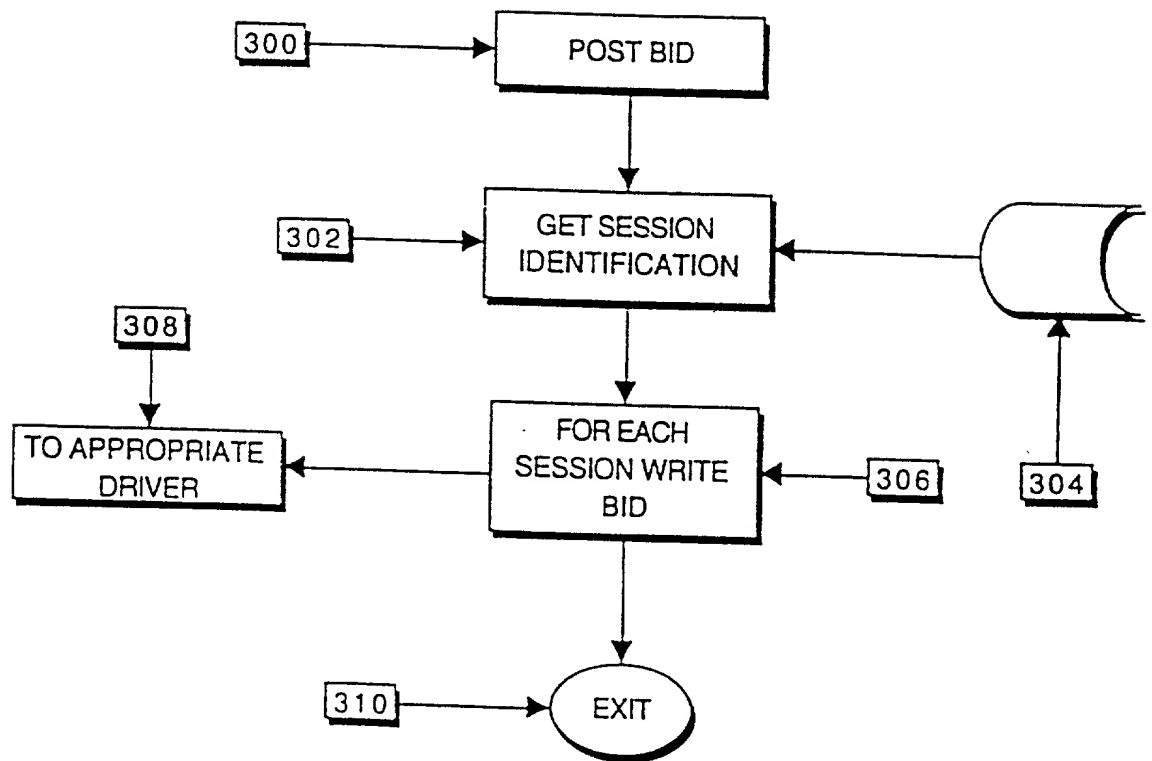 300
POST BID
302
GET SESSION
IDENTIFICATION
308
TO APPROPRIATE
DRIVER
FOR EACH
SESSION WRITE
BID
306
304
310
EXIT